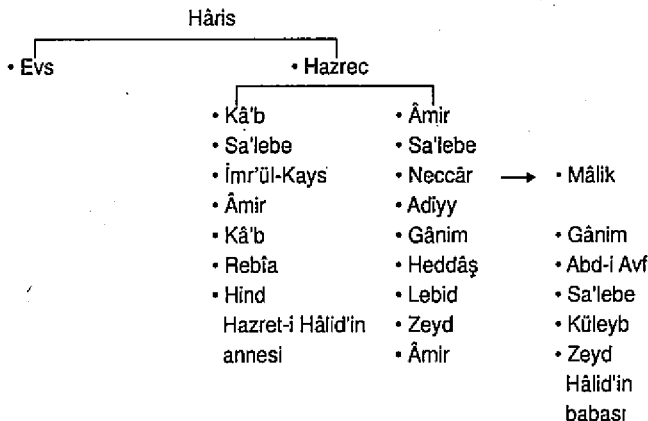 Hâris
• Evs • Hazrec
• Kâ'b • Âmir
• Sa'lebe • Sa'lebe
• İmr'ül-Kays • Neccâr → • Mâlik
• Âmir • Adiyy
• Kâ'b • Gânim • Gânim
• Rebîa • Heddâş • Abd-i Avf
• Hind • Lebid • Sa'lebe
Hazret-i Hâlid'in • Zeyd • Küleyb
annesi • Âmir • Zeyd
Hâlid'in
babası